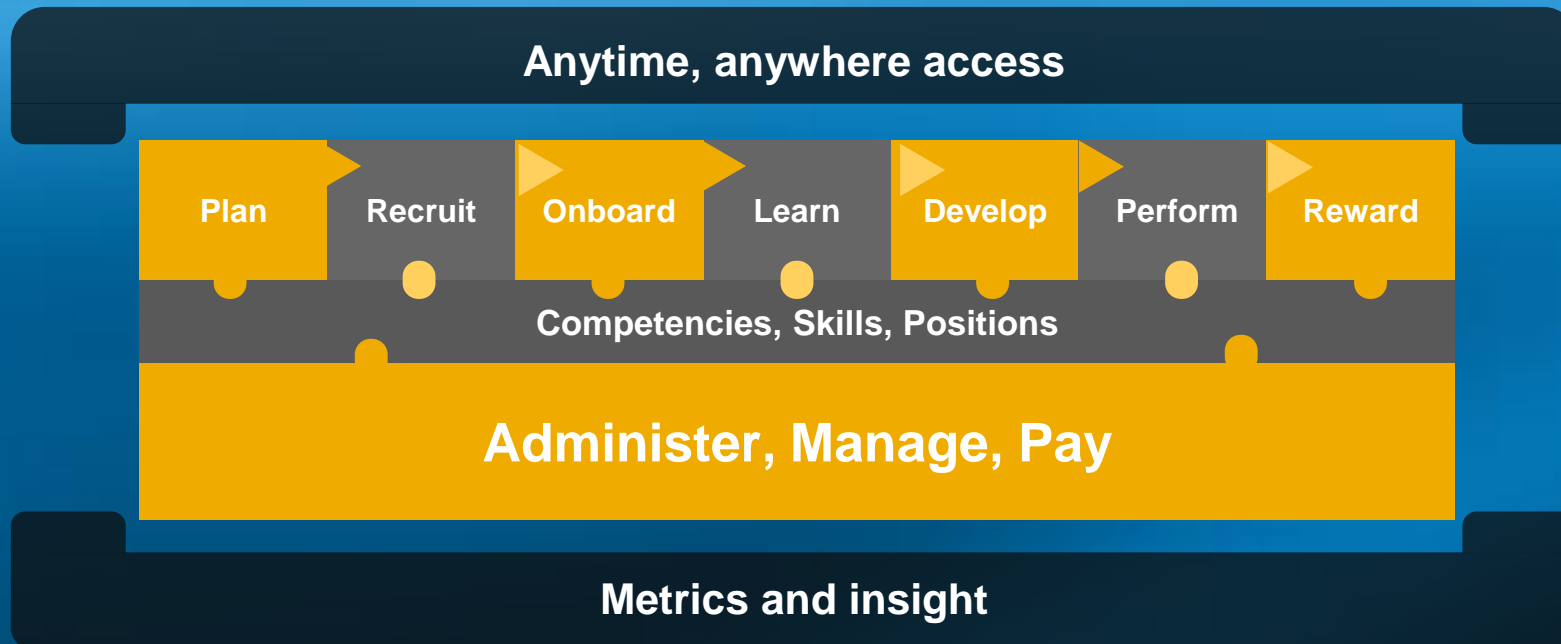 Anytime, anywhere access
Plan Recruit Onboard Learn Develop Perform Reward
Competencies, Skills, Positions
Administer, Manage, Pay
Metrics and insight